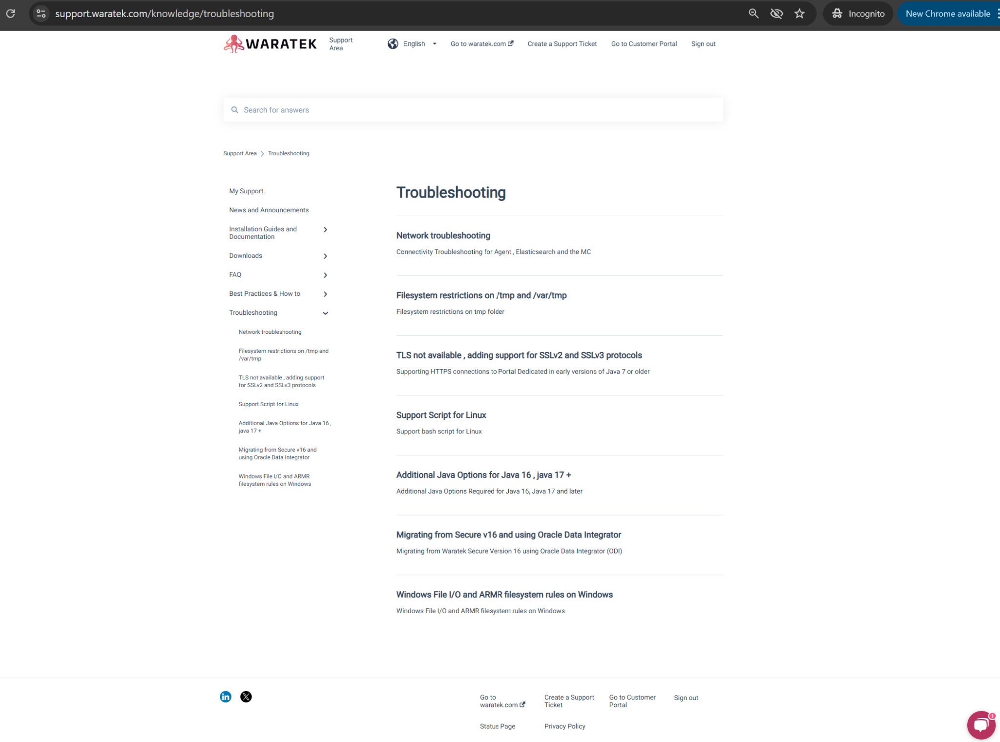 support.waratek.com/knowledge/troubleshooting
Incognito
New Chrome available
WARATEK
Support
Area
English
Go to waratek.com
Create a Support Ticket
Go to Customer Portal
Sign out
Search for answers
Support Area
Troubleshooting
My Support
News and Announcements
Installation Guides and
Documentation
Downloads
FAQ
Best Practices & How to
Troubleshooting
Network troubleshooting
Filesystem restrictions on /tmp and
/var/tmp
TLS not available , adding support
for SSLv2 and SSLv3 protocols
Support Script for Linux
Additional Java Options for Java 16 ,
java 17 +
Migrating from Secure v16 and
using Oracle Data Integrator
Windows File I/O and ARMR
filesystem rules on Windows
Troubleshooting
Network troubleshooting
Connectivity Troubleshooting for Agent , Elasticsearch and the MC
Filesystem restrictions on /tmp and /var/tmp
Filesystem restrictions on tmp folder
TLS not available , adding support for SSLv2 and SSLv3 protocols
Supporting HTTPS connections to Portal Dedicated in early versions of Java 7 or older
Support Script for Linux
Support bash script for Linux
Additional Java Options for Java 16 , java 17 +
Additional Java Options Required for Java 16, Java 17 and later
Migrating from Secure v16 and using Oracle Data Integrator
Migrating from Waratek Secure Version 16 using Oracle Data Integrator (ODI)
Windows File I/O and ARMR filesystem rules on Windows
Windows File I/O and ARMR filesystem rules on Windows
in
X
Go to
waratek.com
Create a Support
Ticket
Go to Customer
Portal
Sign out
Status Page
Privacy Policy
1